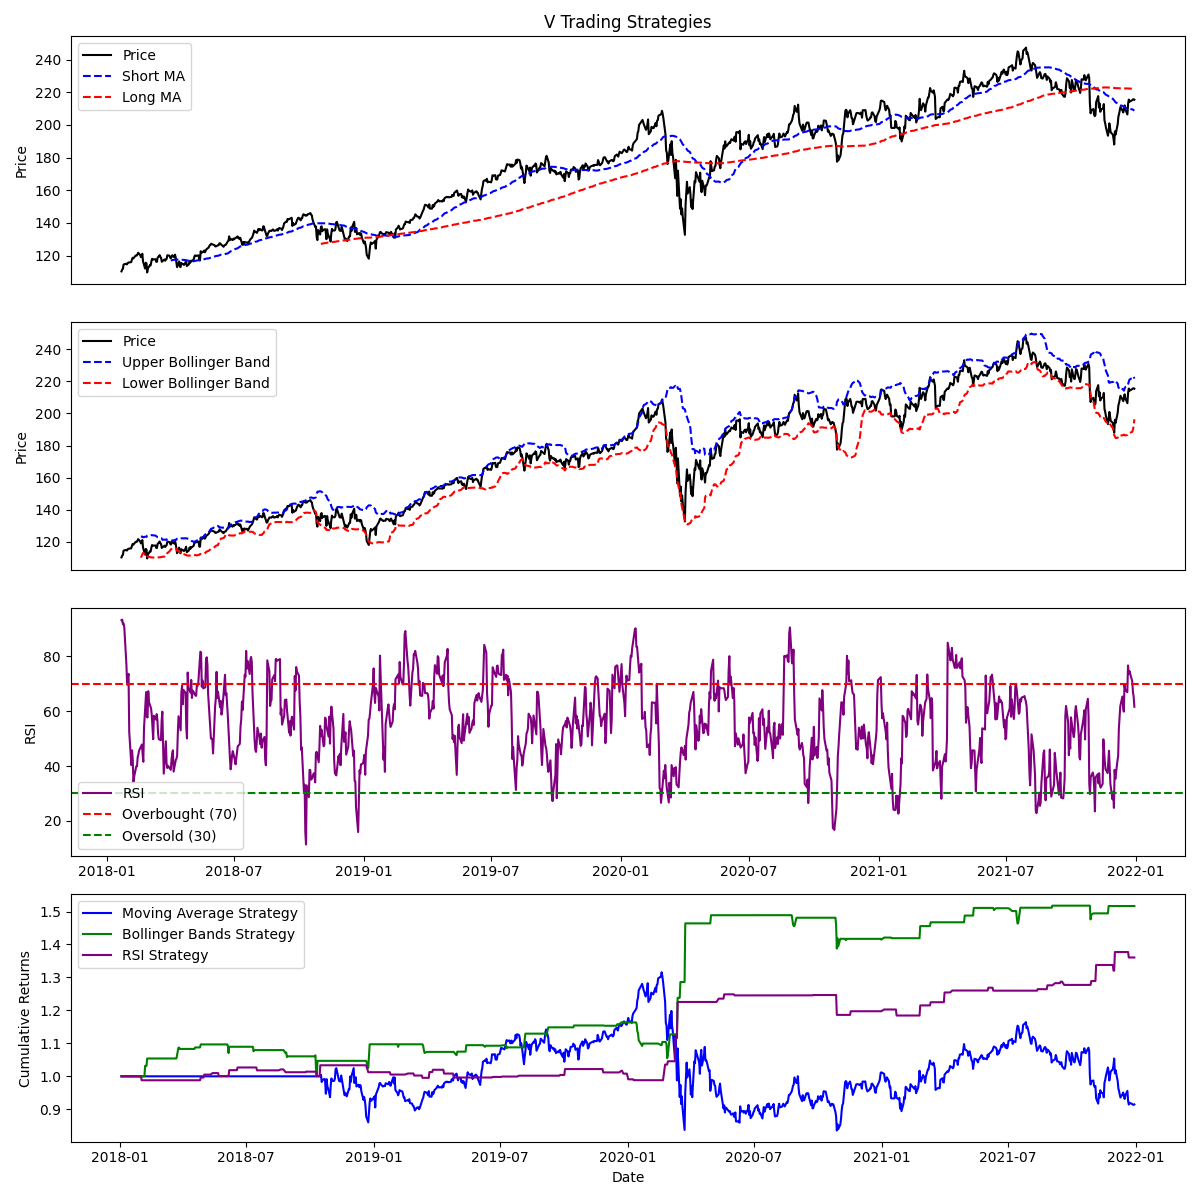 V Trading Strategies
Price
Short MA
Long MA
240
220
200
180
160
140
120
Price
Price
Upper Bollinger Band
Lower Bollinger Band
240
220
200
180
160
140
120
Price
80
60
40
20
RSI
RSI
Overbought (70)
Oversold (30)
2018-01 2018-07 2019-01 2019-07 2020-01 2020-07 2021-01 2021-07 2022-01
Moving Average Strategy
Bollinger Bands Strategy
RSI Strategy
1.5
1.4
1.3
1.2
1.1
1.0
0.9
Cumulative Returns
2018-01 2018-07 2019-01 2019-07 2020-01 2020-07 2021-01 2021-07 2022-01
Date